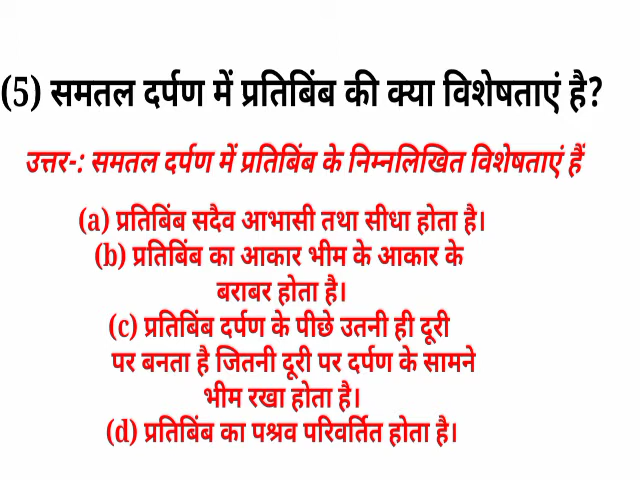 (5) समतल दर्पण में प्रतिबिंब की क्या विशेषताएं है?
उत्तर-: समतल दर्पण में प्रतिबिंब के निम्नलिखित विशेषताएं हैं
(a) प्रतिबिंब सदैव आभासी तथा सीधा होता है।
(b) प्रतिबिंब का आकार भीम के आकार के
बराबर होता है।
(c) प्रतिबिंब दर्पण के पीछे उतनी ही दूरी
पर बनता है जितनी दूरी पर दर्पण के सामने
भीम रखा होता है।
(d) प्रतिबिंब का पश्रव परिवर्तित होता है।